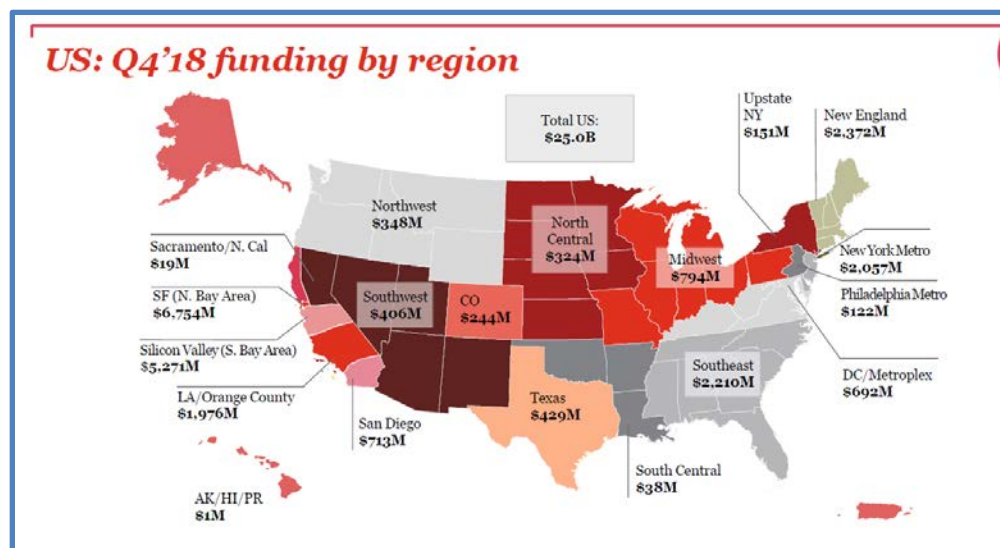 US: Q4'18 funding by region
Total US:
$25.0B
Upstate
NY
$151M
New England
$2,372M
Northwest
$348M
North
Central
$324M
Midwest
$794M
Sacramento/N. Cal
$19M
New York Metro
$2,057M
SF (N. Bay Area)
$6,754M
Southwest
$406M
CO
$244M
Philadelphia Metro
$122M
Silicon Valley (S. Bay Area)
$5,271M
Southeast
$2,210M
DC/Metroplex
$692M
LA/Orange County
$1,976M
Texas
$429M
San Diego
$713M
South Central
$38M
AK/HI/PR
$1M